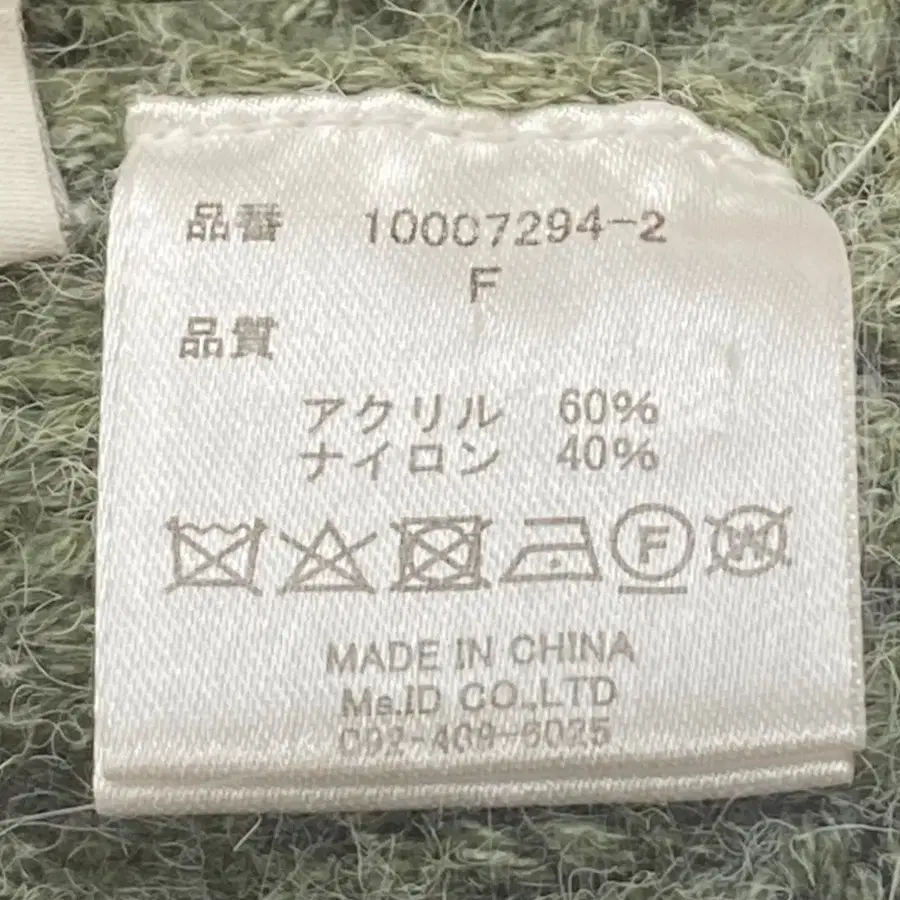 品番 10007294-2
F
品質
アクリル 60%
ナイロン 40%
F W
MADE IN CHINA
Ms.ID CO.,LTD
092-409-6025